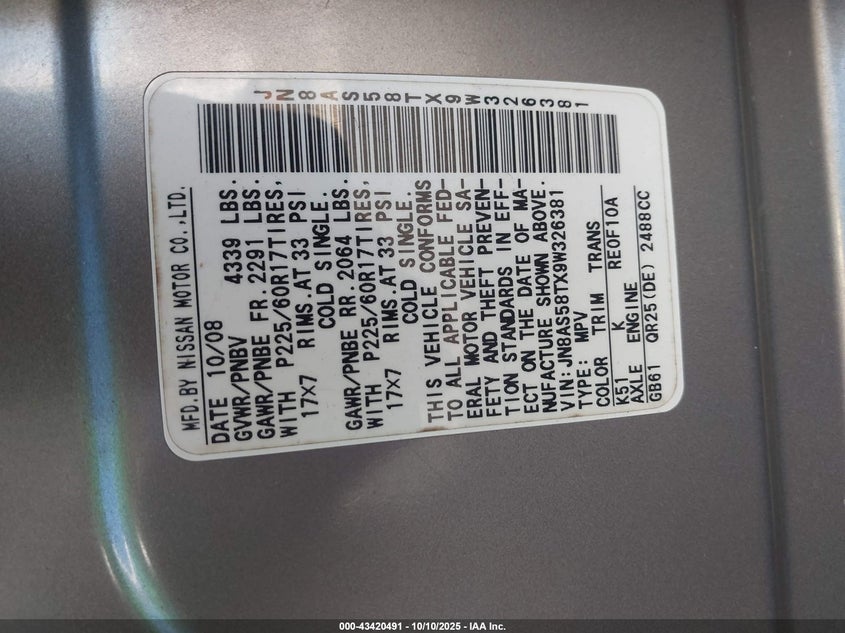 JN8AS58TX9W326381
MFD.BY NISSAN MOTOR CO.,LTD.
DATE 10/08
GVWR/PNBV 4339 LBS.
GAWR/PNBE FR.2291 LBS.
WITH P225/60R17TIRES,
17X7 RIMS.AT 33 PSI
COLD SINGLE.
GAWR/PNBE RR.2064 LBS.
WITH P225/60R17TIRES,
17X7 RIMS.AT 33 PSI
COLD SINGLE.
THIS VEHICLE CONFORMS
TO ALL APPLICABLE FED-
ERAL MOTOR VEHICLE SA-
FETY AND THEFT PREVEN-
TION STANDARDS IN EFF-
ECT ON THE DATE OF MA-
NUFACTURE SHOWN ABOVE.
VIN:JN8AS58TX9W326381
TYPE: MPV
COLOR TRIM TRANS
K51 K RE0F10A
AXLE ENGINE
GB61 QR25(DE) 2488CC
000-43420491 - 10/10/2025 - IAA Inc.